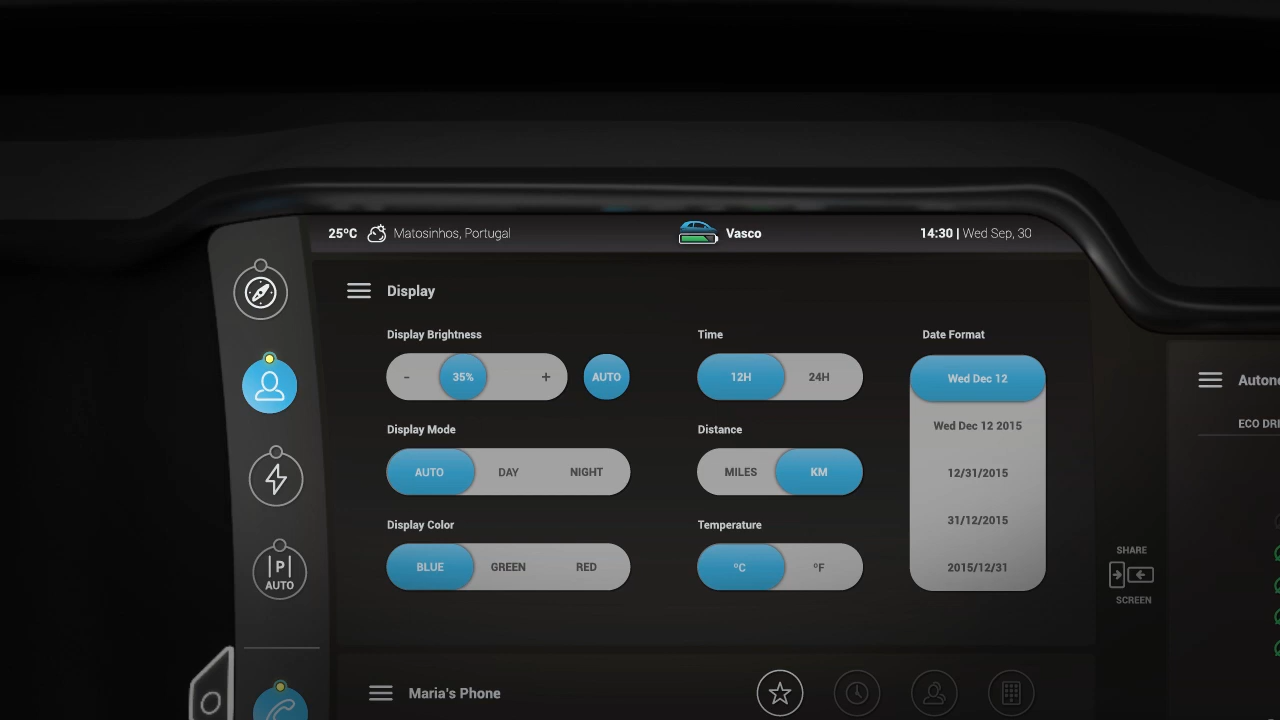 25ºC Matosinhos, Portugal
Vasco
14:30 | Wed Sep, 30
Display
Display Brightness
- 35% + AUTO
Time
12H 24H
Date Format
Wed Dec 12
Wed Dec 12 2015
12/31/2015
31/12/2015
2015/12/31
Display Mode
AUTO DAY NIGHT
Distance
MILES KM
Display Color
BLUE GREEN RED
Temperature
ºC ºF
P
AUTO
SHARE
SCREEN
Maria's Phone
ECO